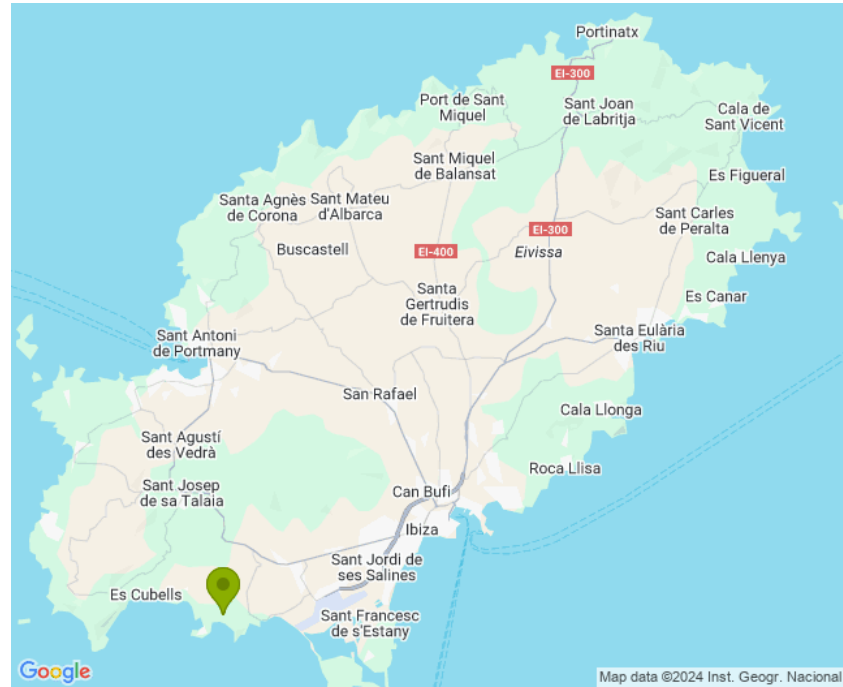 Portinatx
EI-300
Port de Sant
Miquel
Sant Joan
de Labritja
Cala de
Sant Vicent
Sant Miquel
de Balansat
Es Figueral
Santa Agnès
de Corona
Sant Mateu
d'Albarca
Sant Carles
de Peralta
EI-300
Buscastell
EI-400
Eivissa
Cala Llenya
Santa
Gertrudis
de Fruitera
Es Canar
Sant Antoni
de Portmany
Santa Eulària
des Riu
San Rafael
Cala Llonga
Sant Agustí
des Vedrà
Roca Llisa
Sant Josep
de sa Talaia
Can Bufí
Ibiza
Sant Jordi de
ses Salines
Es Cubells
Sant Francesc
de s'Estany
Google
Map data ©2024 Inst. Geogr. Nacional